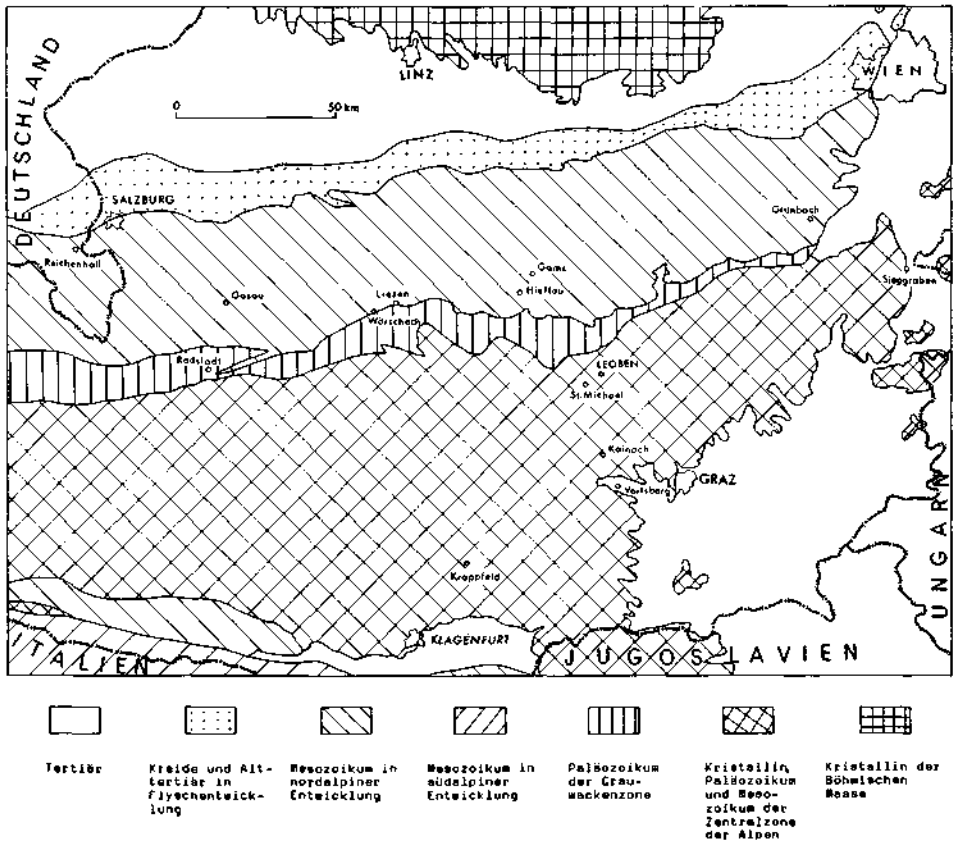 DEUTSCHLAND
LINZ
WIEN
0 50 km
SALZBURG
Reichenhall
Grünbach
Sieggraben
Gams
Hieflau
Gosau
Liezen
Wörschach
Radstadt
LEOBEN
St.Michael
Kainach
GRAZ
Voitsberg
Krappfeld
KLAGENFURT
ITALIEN
JUGOSLAVIEN
UNGARN
Tertiär
Kreide und Alt-
tertiär in
Flyschentwick-
lung
Mesozoikum in
nordalpiner
Entwicklung
Mesozoikum in
südalpiner
Entwicklung
Paläozoikum
der Grau-
wackenzone
Kristallin,
Paläozoikum
und Meso-
zoikum der
Zentralzone
der Alpen
Kristallin der
Böhmischen
Masse